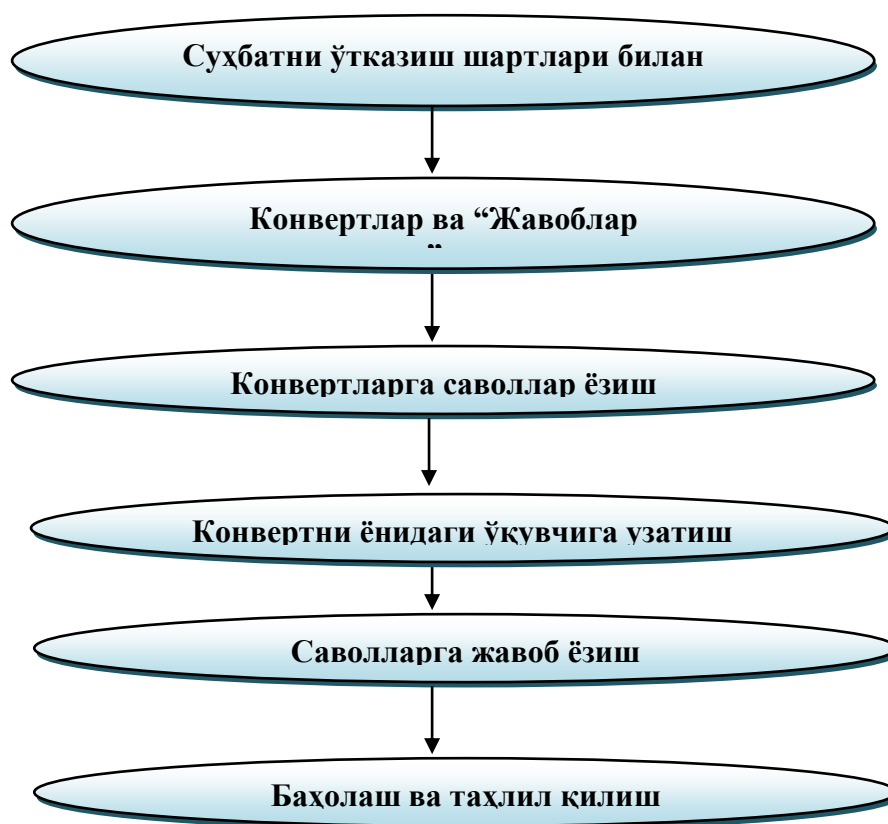 Суҳбатни ўтказиш шартлари билан
Конвертлар ва “Жавоблар
”
Конвертларга саволлар ёзиш
Конвертни ёнидаги ўқувчига узатиш
Саволларга жавоб ёзиш
Баҳолаш ва таҳлил қилиш